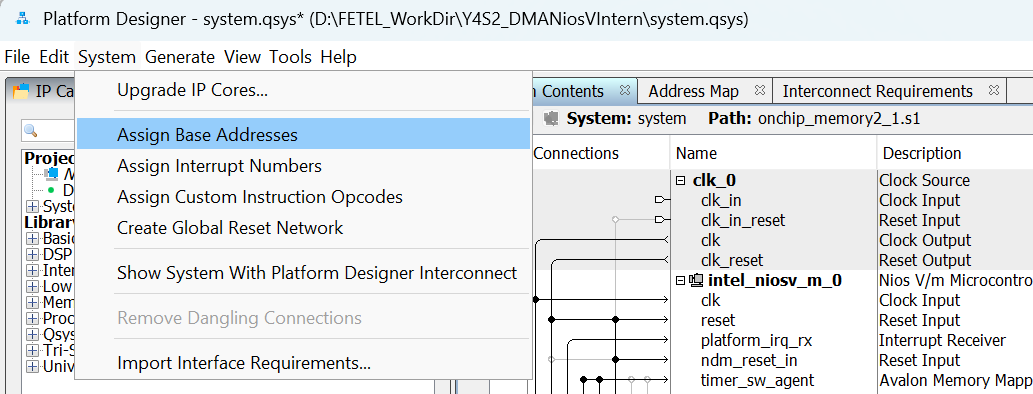 Platform Designer - system.qsys* (D:\FETEL_WorkDir\Y4S2_DMANiosVIntern\system.qsys)
File Edit System Generate View Tools Help
IP Ca
Upgrade IP Cores...
Assign Base Addresses
Assign Interrupt Numbers
Assign Custom Instruction Opcodes
Create Global Reset Network
Show System With Platform Designer Interconnect
Remove Dangling Connections
Import Interface Requirements...
Projec
N
D
Syste
Library
Basic
DSP
Inter
Low
Mem
Proc
Qsys
Tri-S
Univ
Contents
Address Map
Interconnect Requirements
System: system Path: onchip_memory2_1.s1
Connections Name Description
clk_0 Clock Source
clk_in Clock Input
clk_in_reset Reset Input
clk Clock Output
clk_reset Reset Output
intel_niosv_m_0 Nios V/m Microcontro
clk Clock Input
reset Reset Input
platform_irq_rx Interrupt Receiver
ndm_reset_in Reset Input
timer_sw_agent Avalon Memory Mapp